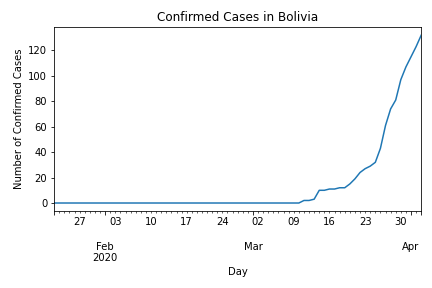 Confirmed Cases in Bolivia
Number of Confirmed Cases
120
100
80
60
40
20
0
27 03 10 17 24 02 09 16 23 30
Feb Mar Apr
2020
Day